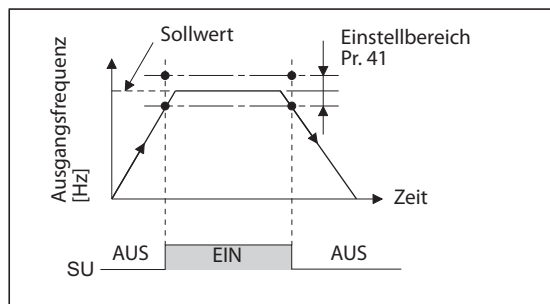 Sollwert
Einstellbereich
Pr. 41
Ausgangsfrequenz
[Hz]
Zeit
AUS
EIN
AUS
SU